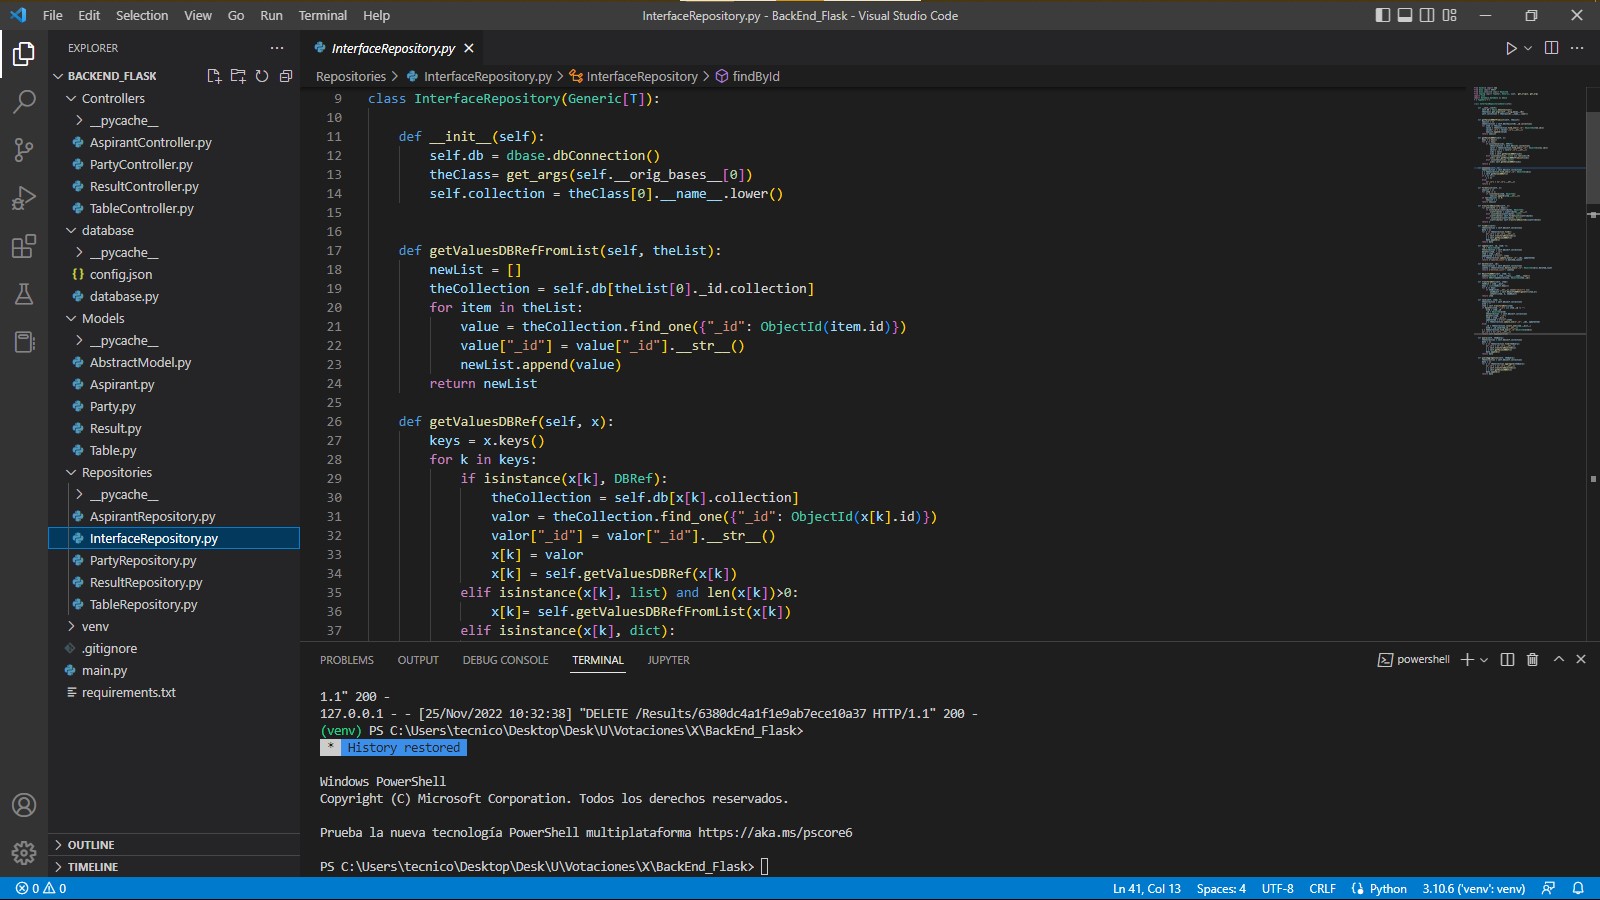 File Edit Selection View Go Run Terminal Help
InterfaceRepository.py - BackEnd_Flask - Visual Studio Code
EXPLORER
BACKEND_FLASK
Controllers
__pycache__
AspirantController.py
PartyController.py
ResultController.py
TableController.py
database
__pycache__
{} config.json
database.py
Models
__pycache__
AbstractModel.py
Aspirant.py
Party.py
Result.py
Table.py
Repositories
__pycache__
AspirantRepository.py
InterfaceRepository.py
PartyRepository.py
ResultRepository.py
TableRepository.py
venv
.gitignore
main.py
requirements.txt
OUTLINE
TIMELINE
InterfaceRepository.py
Repositories > InterfaceRepository.py > InterfaceRepository > findById
9 class InterfaceRepository(Generic[T]):
10
11 def __init__(self):
12 self.db = dbase.dbConnection()
13 theClass= get_args(self.__orig_bases__[0])
14 self.collection = theClass[0].__name__.lower()
15
16
17 def getValuesDBRefFromList(self, theList):
18 newList = []
19 theCollection = self.db[theList[0]._id.collection]
20 for item in theList:
21 value = theCollection.find_one({"_id": ObjectId(item.id)})
22 value["_id"] = value["_id"].__str__()
23 newList.append(value)
24 return newList
25
26 def getValuesDBRef(self, x):
27 keys = x.keys()
28 for k in keys:
29 if isinstance(x[k], DBRef):
30 theCollection = self.db[x[k].collection]
31 valor = theCollection.find_one({"_id": ObjectId(x[k].id)})
32 valor["_id"] = valor["_id"].__str__()
33 x[k] = valor
34 x[k] = self.getValuesDBRef(x[k])
35 elif isinstance(x[k], list) and len(x[k])>0:
36 x[k]= self.getValuesDBRefFromList(x[k])
37 elif isinstance(x[k], dict):
PROBLEMS OUTPUT DEBUG CONSOLE TERMINAL JUPYTER
powershell
1.1" 200 -
127.0.0.1 - - [25/Nov/2022 10:32:38] "DELETE /Results/6380dc4a1f1e9ab7ece10a37 HTTP/1.1" 200 -
(venv) PS C:\Users\tecnico\Desktop\Desk\U\Votaciones\X\BackEnd_Flask>
* History restored
Windows PowerShell
Copyright (C) Microsoft Corporation. Todos los derechos reservados.
Prueba la nueva tecnología PowerShell multiplataforma https://aka.ms/pscore6
PS C:\Users\tecnico\Desktop\Desk\U\Votaciones\X\BackEnd_Flask>
0 0
Ln 41, Col 13 Spaces: 4 UTF-8 CRLF Python 3.10.6 ('venv': venv)